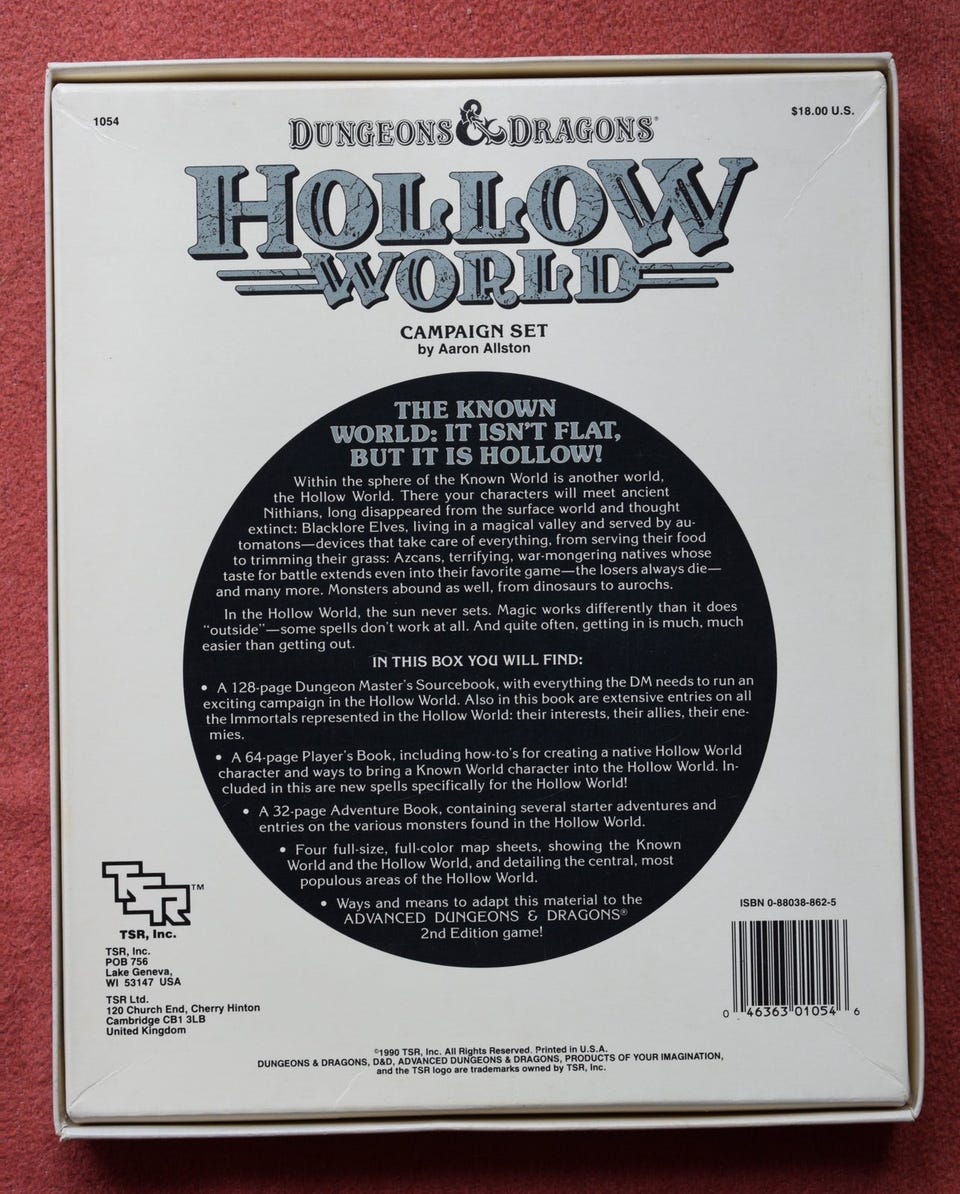 1054
$18.00 U.S.
DUNGEONS & DRAGONS®
HOLLOW
WORLD
CAMPAIGN SET
by Aaron Allston
THE KNOWN
WORLD: IT ISN'T FLAT,
BUT IT IS HOLLOW!
Within the sphere of the Known World is another world,
the Hollow World. There your characters will meet ancient
Nithians, long disappeared from the surface world and thought
extinct: Blacklore Elves, living in a magical valley and served by au-
tomatons—devices that take care of everything, from serving their food
to trimming their grass: Azcans, terrifying, war-mongering natives whose
taste for battle extends even into their favorite game—the losers always die—
and many more. Monsters abound as well, from dinosaurs to aurochs.
In the Hollow World, the sun never sets. Magic works differently than it does
"outside"—some spells don't work at all. And quite often, getting in is much, much
easier than getting out.
IN THIS BOX YOU WILL FIND:
• A 128-page Dungeon Master's Sourcebook, with everything the DM needs to run an
exciting campaign in the Hollow World. Also in this book are extensive entries on all
the Immortals represented in the Hollow World: their interests, their allies, their ene-
mies.
• A 64-page Player's Book, including how-to's for creating a native Hollow World
character and ways to bring a Known World character into the Hollow World. In-
cluded in this are new spells specifically for the Hollow World!
• A 32-page Adventure Book, containing several starter adventures and
entries on the various monsters found in the Hollow World.
• Four full-size, full-color map sheets, showing the Known
World and the Hollow World, and detailing the central, most
populous areas of the Hollow World.
• Ways and means to adapt this material to the
ADVANCED DUNGEONS & DRAGONS®
2nd Edition game!
TSR™
TSR, Inc.
TSR, Inc.
POB 756
Lake Geneva,
WI 53147 USA
TSR Ltd.
120 Church End, Cherry Hinton
Cambridge CB1 3LB
United Kingdom
ISBN 0-88038-862-5
0 46363 01054 6
©1990 TSR, Inc. All Rights Reserved. Printed in U.S.A.
DUNGEONS & DRAGONS, D&D, ADVANCED DUNGEONS & DRAGONS, PRODUCTS OF YOUR IMAGINATION,
and the TSR logo are trademarks owned by TSR, Inc.